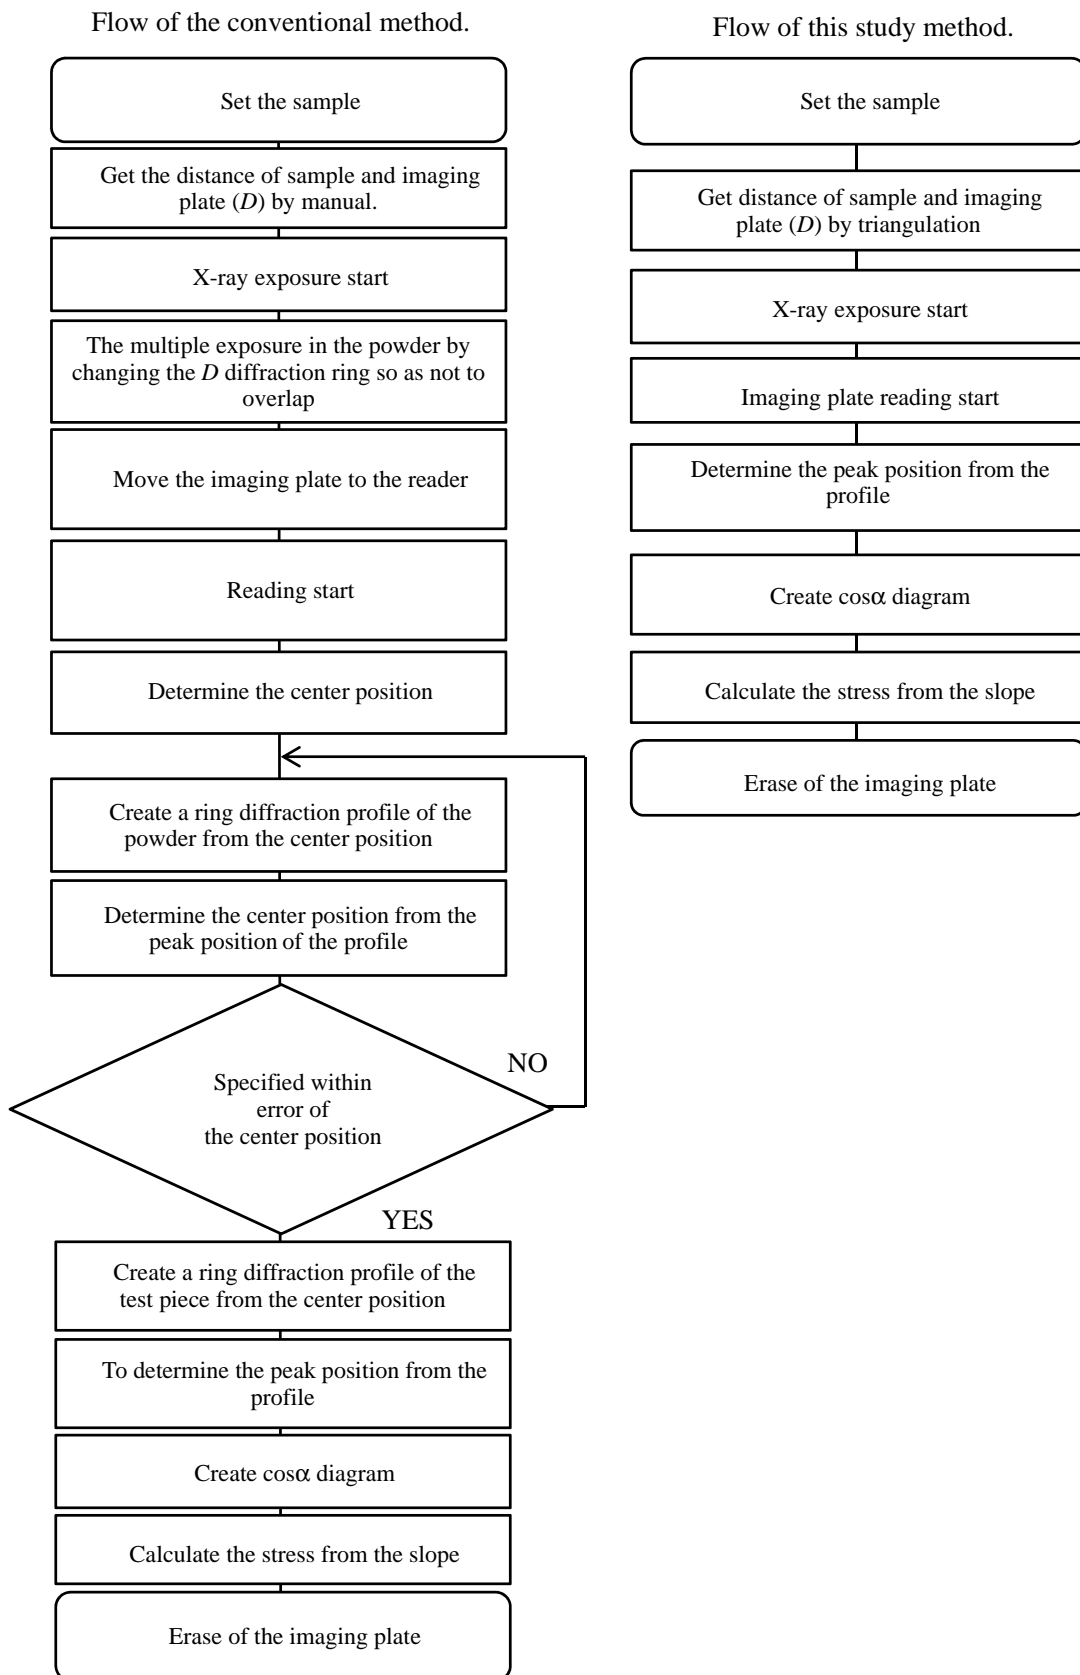 Flow of the conventional method.
Set the sample
Get the distance of sample and imaging
plate (D) by manual.
X-ray exposure start
The multiple exposure in the powder by
changing the D diffraction ring so as not to
overlap
Move the imaging plate to the reader
Reading start
Determine the center position
Create a ring diffraction profile of the
powder from the center position
Determine the center position from the
peak position of the profile
Specified within
error of
the center position
NO
YES
Create a ring diffraction profile of the
test piece from the center position
To determine the peak position from the
profile
Create cosα diagram
Calculate the stress from the slope
Erase of the imaging plate
Flow of this study method.
Set the sample
Get distance of sample and imaging
plate (D) by triangulation
X-ray exposure start
Imaging plate reading start
Determine the peak position from the
profile
Create cosα diagram
Calculate the stress from the slope
Erase of the imaging plate